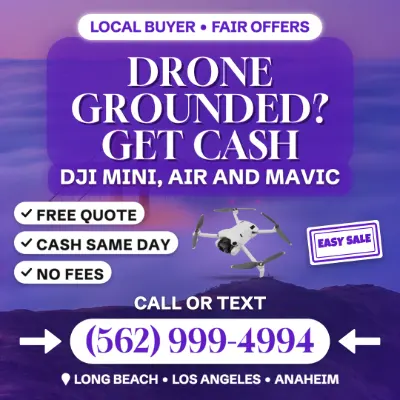 LOCAL BUYER • FAIR OFFERS
DRONE
GROUNDED?
GET CASH
DJI MINI, AIR AND MAVIC
✓ FREE QUOTE
✓ CASH SAME DAY
✓ NO FEES
EASY SALE
CALL OR TEXT
(562) 999-4994
LONG BEACH • LOS ANGELES • ANAHEIM